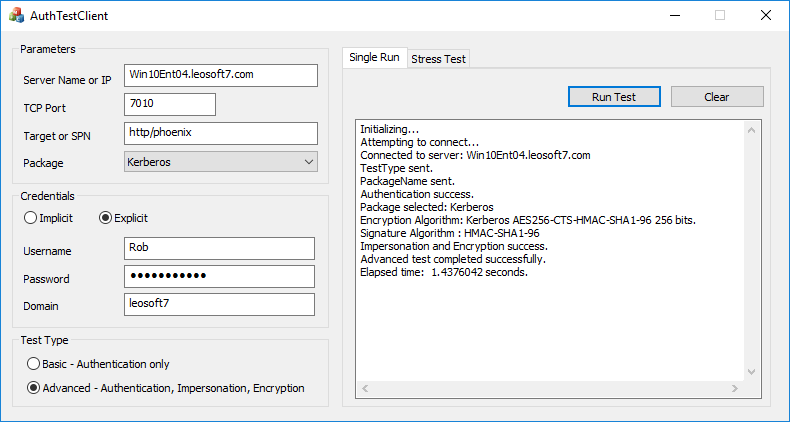 AuthTestClient
Parameters
Server Name or IP
Win10Ent04.leosoft7.com
TCP Port
7010
Target or SPN
http/phoenix
Package
Kerberos
Credentials
Implicit
Explicit
Username
Rob
Password
●●●●●●●●●●●
Domain
leosoft7
Test Type
Basic - Authentication only
Advanced - Authentication, Impersonation, Encryption
Single Run
Stress Test
Run Test
Clear
Initializing...
Attempting to connect...
Connected to server: Win10Ent04.leosoft7.com
TestType sent.
PackageName sent.
Authentication success.
Package selected: Kerberos
Encryption Algorithm: Kerberos AES256-CTS-HMAC-SHA1-96 256 bits.
Signature Algorithm : HMAC-SHA1-96
Impersonation and Encryption success.
Advanced test completed successfully.
Elapsed time:  1.4376042 seconds.